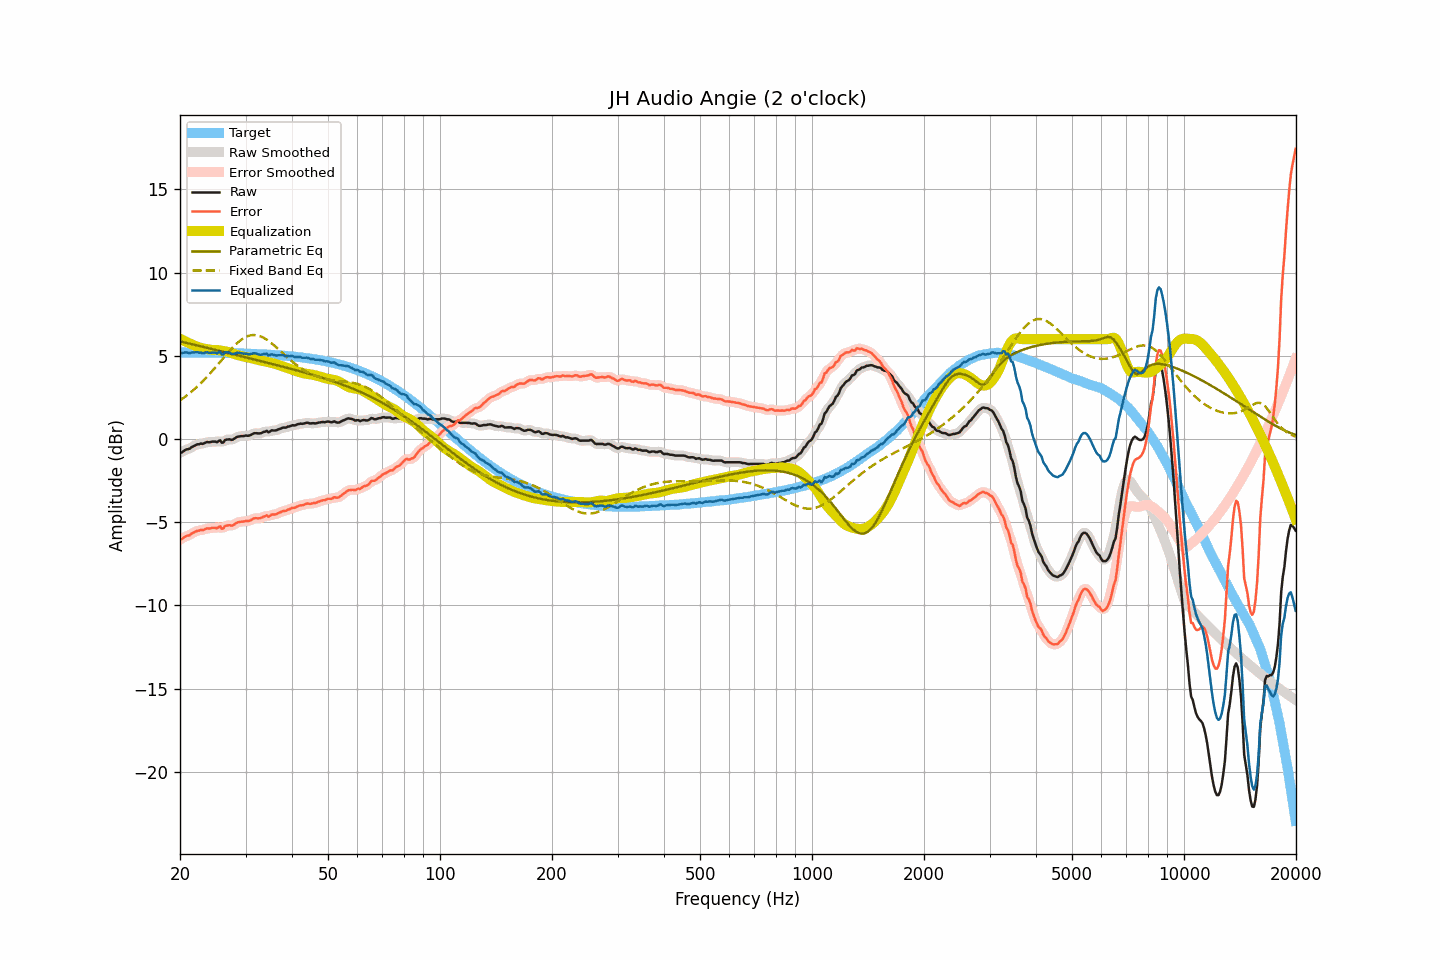 JH Audio Angie (2 o'clock)
Target
Raw Smoothed
Error Smoothed
Raw
Error
Equalization
Parametric Eq
Fixed Band Eq
Equalized
Amplitude (dBr)
15
10
5
0
−5
−10
−15
−20
20 50 100 200 500 1000 2000 5000 10000 20000
Frequency (Hz)